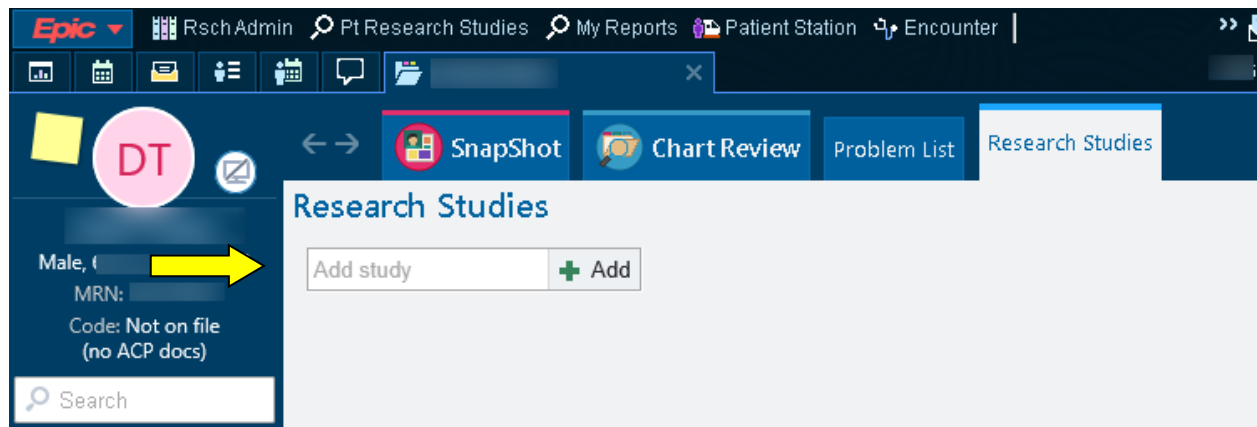 Epic Rsch Admin Pt Research Studies My Reports Patient Station Encounter
DT
SnapShot Chart Review Problem List Research Studies
Research Studies
Add study Add
Male,
MRN:
Code: Not on file
(no ACP docs)
Search